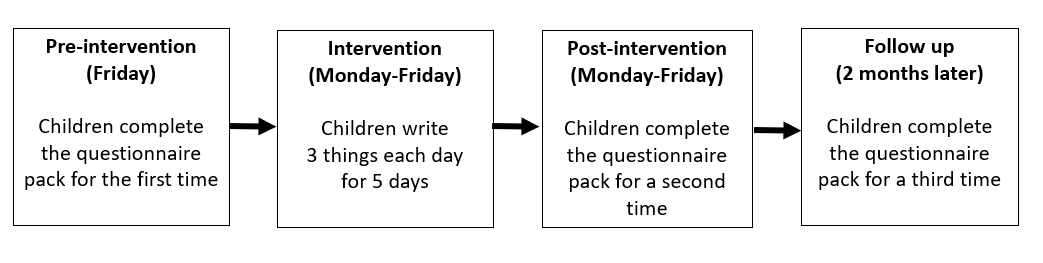 Pre-intervention
(Friday)
Children complete
the questionnaire
pack for the first time
Intervention
(Monday-Friday)
Children write
3 things each day
for 5 days
Post-intervention
(Monday-Friday)
Children complete
the questionnaire
pack for a second
time
Follow up
(2 months later)
Children complete
the questionnaire
pack for a third time